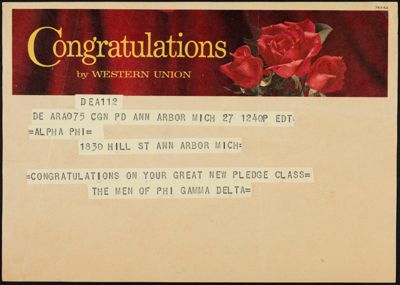 Congratulations
by WESTERN UNION
DEA112
DE ARA075 CGN PD ANN ARBOR MICH 27 1240P EDT
=ALPHA PHI=
1830 HILL ST ANN ARBOR MICH=
=CONGRATULATIONS ON YOUR GREAT NEW PLEDGE CLASS=
THE MEN OF PHI GAMMA DELTA=